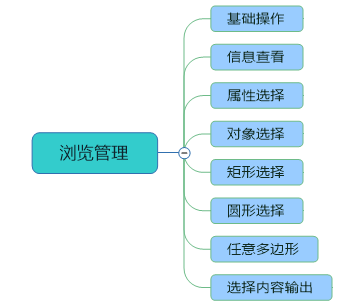 浏览管理
基础操作
信息查看
属性选择
对象选择
矩形选择
圆形选择
任意多边形
选择内容输出